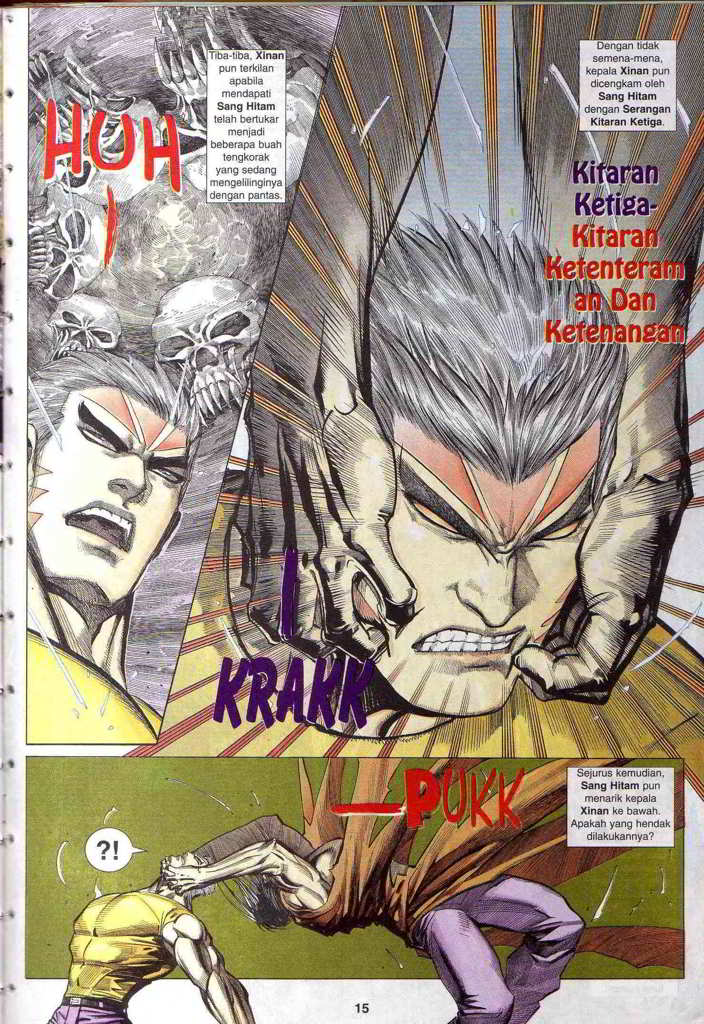 HUH
Tiba-tiba, Xinan
pun terkilan
apabila
mendapati
Sang Hitam
telah bertukar
menjadi
beberapa buah
tengkorak
yang sedang
mengelilinginya
dengan pantas.
Dengan tidak
semena-mena,
kepala Xinan pun
dicengkam oleh
Sang Hitam
dengan Serangan
Kitaran Ketiga.
Kitaran
Ketiga-
Kitaran
Ketenteram
an Dan
Ketenangan
KRAKK
PUKK
Sejurus kemudian,
Sang Hitam pun
menarik kepala
Xinan ke bawah.
Apakah yang hendak
dilakukannya?
?!
15